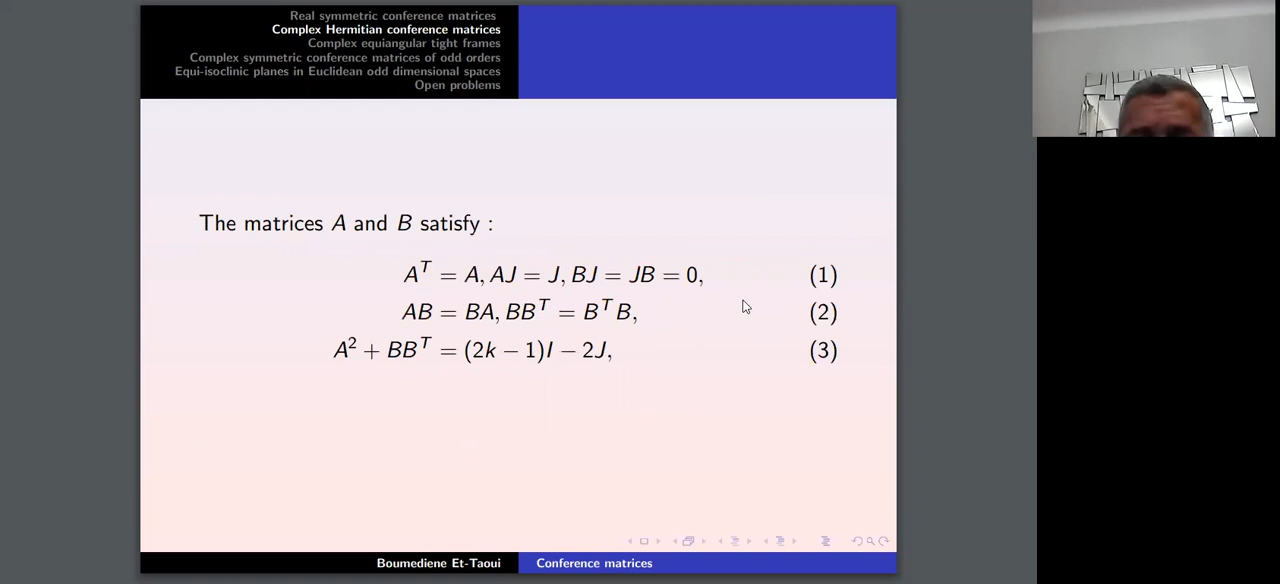 Real symmetric conference matrices
Complex Hermitian conference matrices
Complex equiangular tight frames
Complex symmetric conference matrices of odd orders
Equi-isoclinic planes in Euclidean odd dimensional spaces
Open problems
The matrices A and B satisfy :
A^T = A, AJ = J, BJ = JB = 0, (1)
AB = BA, BB^T = B^T B, (2)
A^2 + BB^T = (2k − 1)I − 2J, (3)
Boumediene Et-Taoui Conference matrices